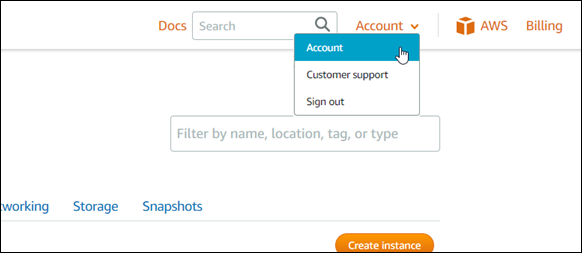 Docs Search Account AWS Billing
Account
Customer support
Sign out
Filter by name, location, tag, or type
Storage Snapshots
Create instance